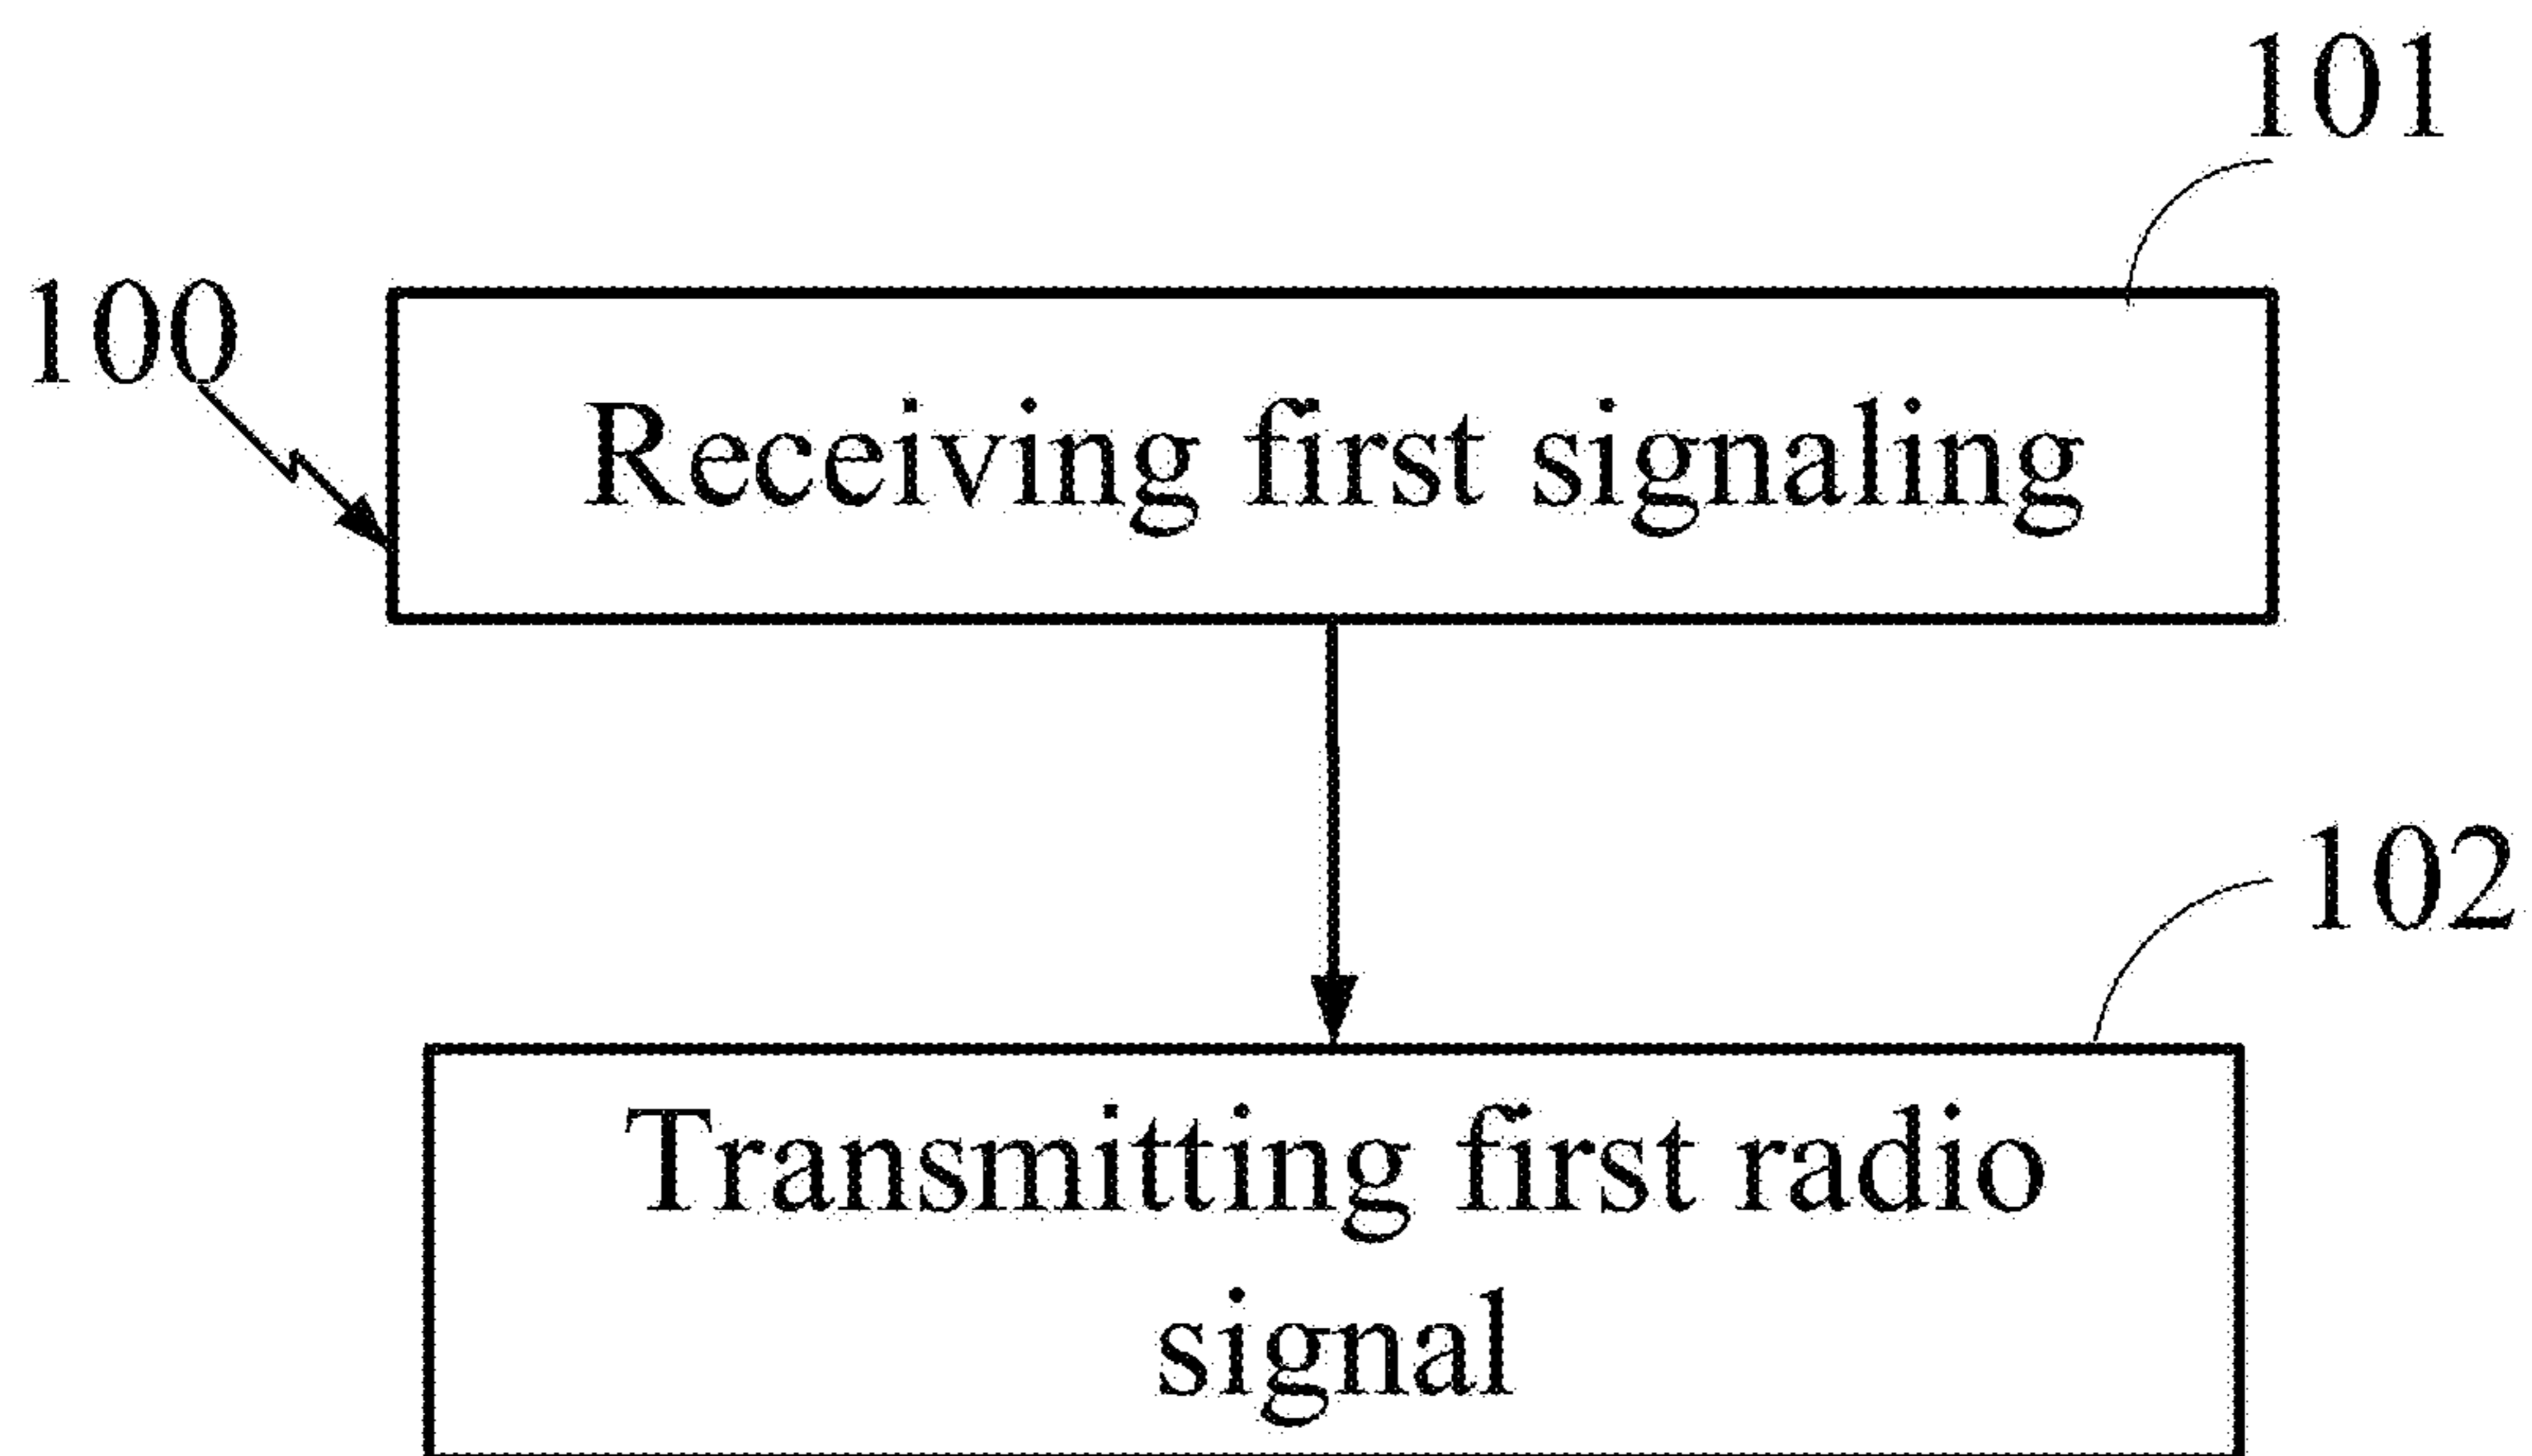 101
100
Receiving first signaling
102
Transmitting first radio
signal